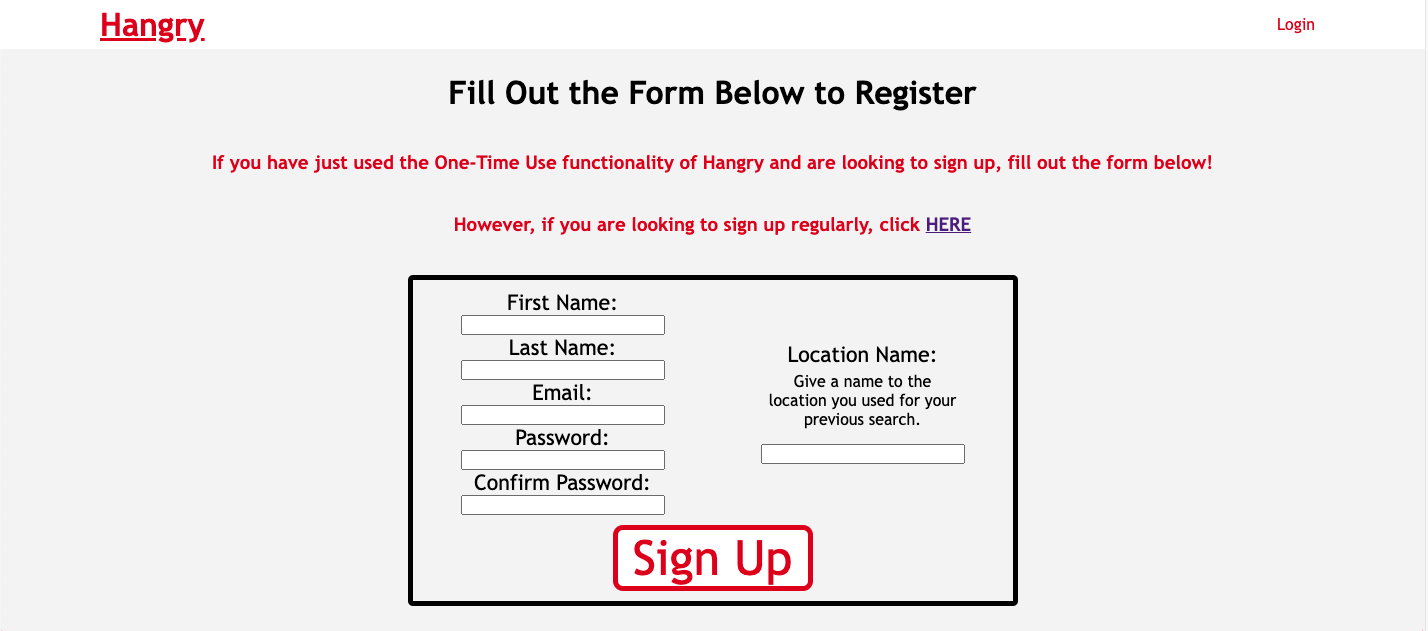 Hangry
Login
Fill Out the Form Below to Register
If you have just used the One-Time Use functionality of Hangry and are looking to sign up, fill out the form below!
However, if you are looking to sign up regularly, click HERE
First Name:
Last Name:
Email:
Password:
Confirm Password:
Location Name:
Give a name to the
location you used for your
previous search.
Sign Up